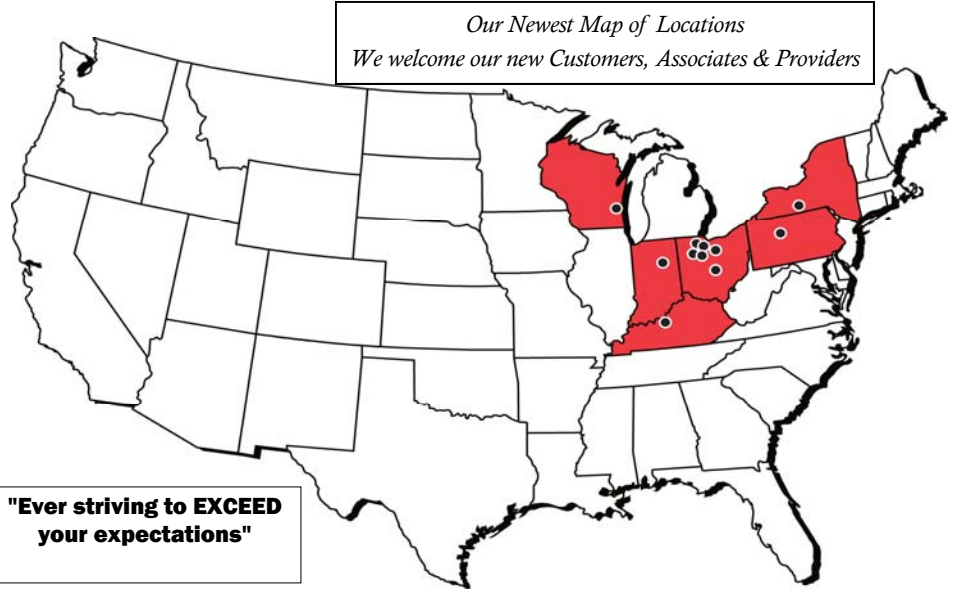 Our Newest Map of Locations
We welcome our new Customers, Associates & Providers
"Ever striving to EXCEED
your expectations"